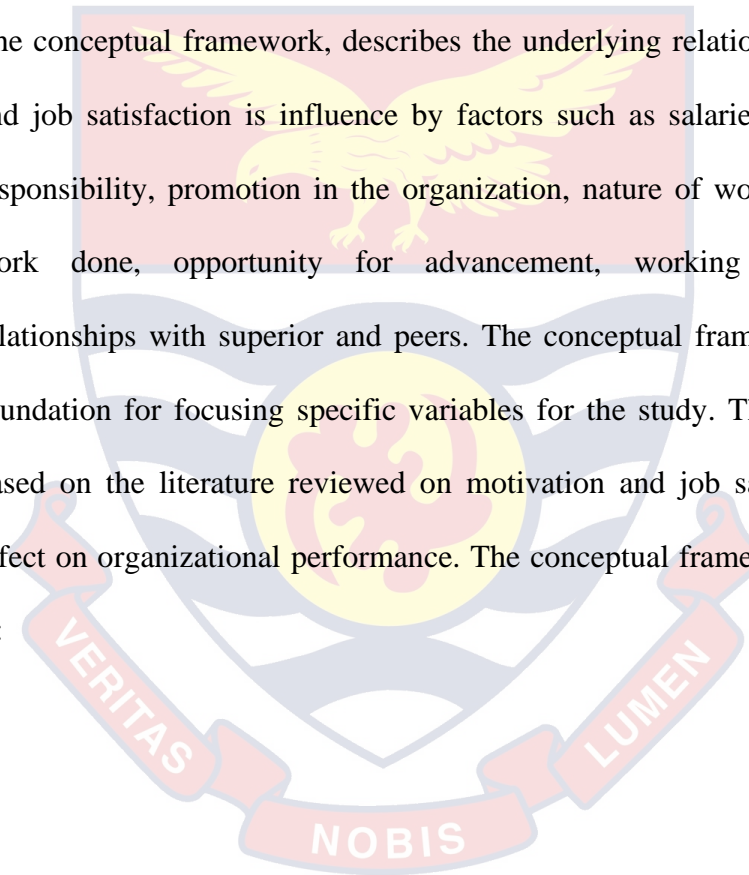 ne conceptual framework, describes the underlying relatio
nd job satisfaction is influence by factors such as salarie
sponsibility, promotion in the organization, nature of wo
ork done, opportunity for advancement, working
lationships with superior and peers. The conceptual fram
undation for focusing specific variables for the study. Th
ased on the literature reviewed on motivation and job sa
ffect on organizational performance. The conceptual frame
:
VERITAS
NOBIS
LUMEN